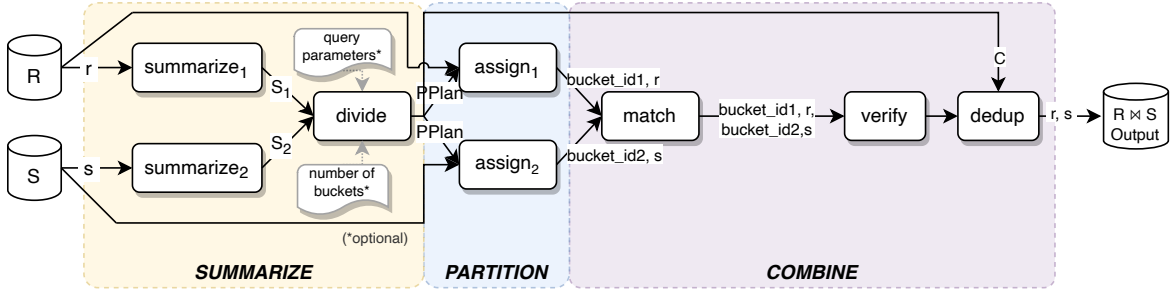 R
r
summarize1
S1
query
parameters*
divide
PPlan
assign1
bucket_id1, r
match
bucket_id1, r,
bucket_id2,s
verify
C
dedup
r, s
R ⋈ S
Output
S
s
summarize2
S2
number of
buckets*
PPlan
assign2
bucket_id2, s
(*optional)
SUMMARIZE
PARTITION
COMBINE